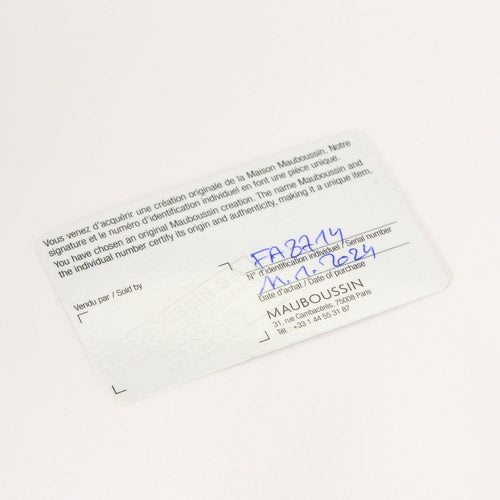 Vous venez d'acquérir une création originale de la Maison Mauboussin. Notre
signature et le numéro d'identification individuel en font une pièce unique.
You have chosen an original Mauboussin creation. The name Mauboussin and
the individual number certify its origin and authenticity, making it a unique item.
Vendu par / Sold by
FA2714
N° d'identification individuel / Serial number
11.1.2024
Date d'achat / Date of purchase
MAUBOUSSIN
31, rue Cambacérès, 75008 Paris
Tél. : +33 1 44 55 31 87